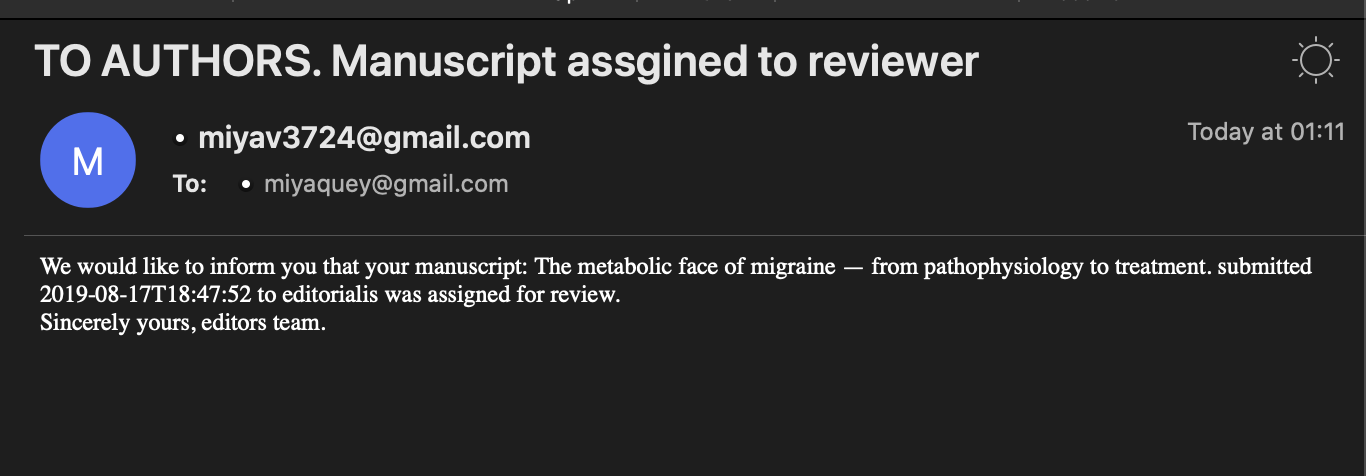 TO AUTHORS. Manuscript assgined to reviewer
M
• miyav3724@gmail.com
Today at 01:11
To: • miyaquey@gmail.com
We would like to inform you that your manuscript: The metabolic face of migraine — from pathophysiology to treatment. submitted
2019-08-17T18:47:52 to editorialis was assigned for review.
Sincerely yours, editors team.